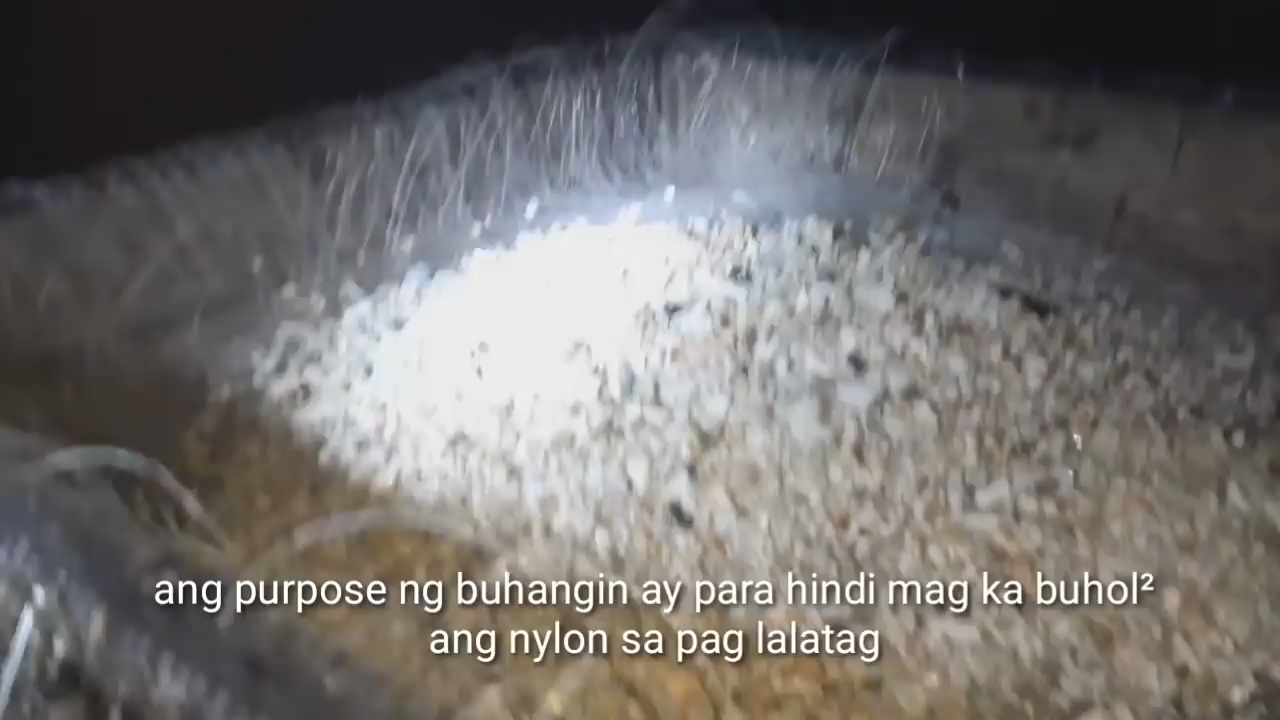 ang purpose ng buhangin ay para hindi mag ka buhol²
ang nylon sa pag lalatag